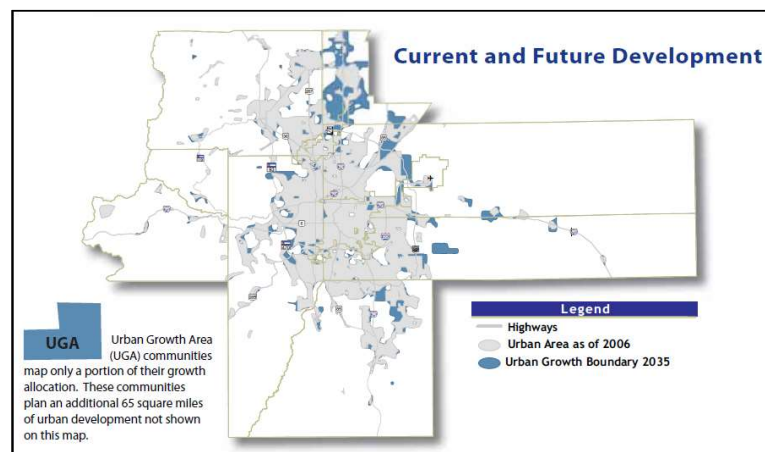 Current and Future Development
Legend
Highways
Urban Area as of 2006
Urban Growth Boundary 2035
UGA
Urban Growth Area
(UGA) communities
map only a portion of their growth
allocation. These communities
plan an additional 65 square miles
of urban development not shown
on this map.